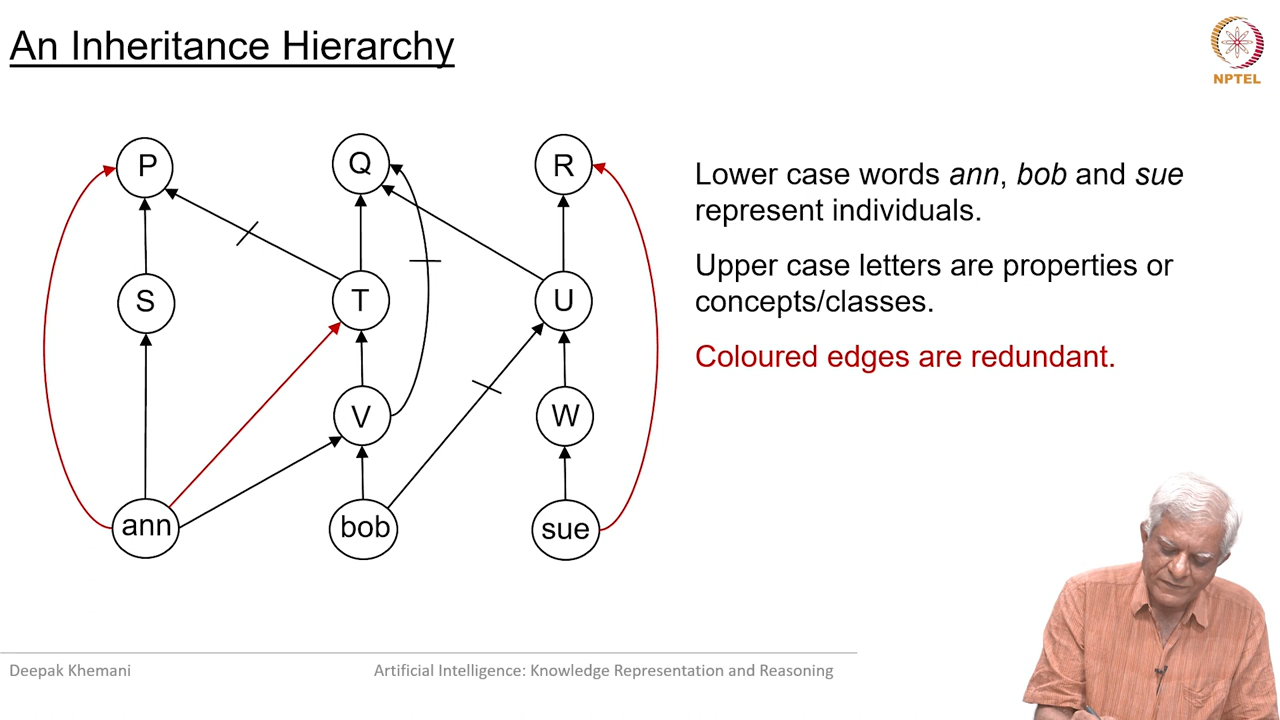 An Inheritance Hierarchy
NPTEL
P
Q
R
S
T
U
V
W
ann
bob
sue
Lower case words ann, bob and sue
represent individuals.
Upper case letters are properties or
concepts/classes.
Coloured edges are redundant.
Deepak Khemani
Artificial Intelligence: Knowledge Representation and Reasoning